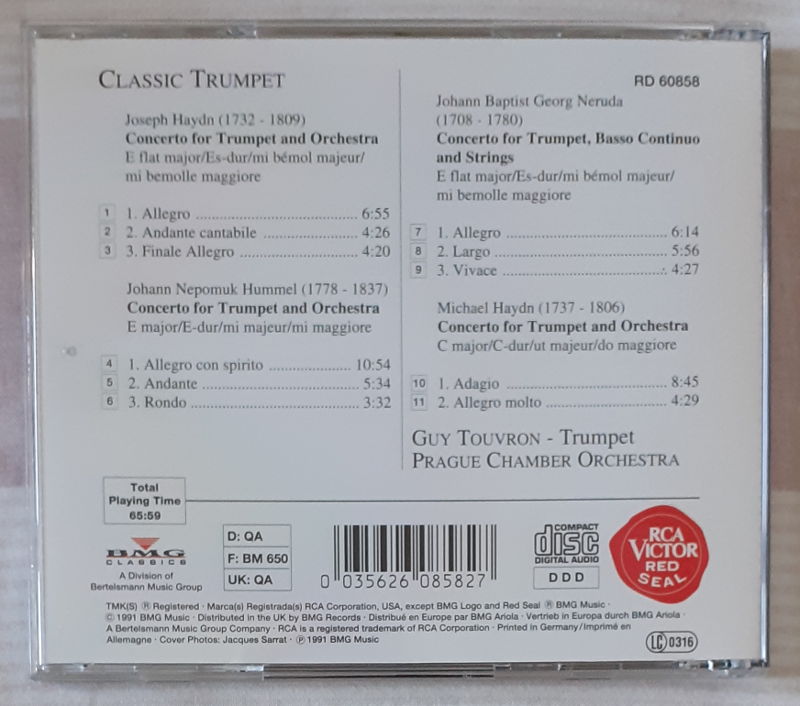 CLASSIC TRUMPET
Joseph Haydn (1732 - 1809)
Concerto for Trumpet and Orchestra
E flat major/Es-dur/mi bémol majeur/
mi bemolle maggiore
1 1. Allegro 6:55
2 2. Andante cantabile 4:26
3 3. Finale Allegro 4:20
Johann Nepomuk Hummel (1778 - 1837)
Concerto for Trumpet and Orchestra
E major/E-dur/mi majeur/mi maggiore
4 1. Allegro con spirito 10:54
5 2. Andante 5:34
6 3. Rondo 3:32
RD 60858
Johann Baptist Georg Neruda
(1708 - 1780)
Concerto for Trumpet, Basso Continuo
and Strings
E flat major/Es-dur/mi bémol majeur/
mi bemolle maggiore
7 1. Allegro 6:14
8 2. Largo 5:56
9 3. Vivace 4:27
Michael Haydn (1737 - 1806)
Concerto for Trumpet and Orchestra
C major/C-dur/ut majeur/do maggiore
10 1. Adagio 8:45
11 2. Allegro molto 4:29
GUY TOUVRON - Trumpet
PRAGUE CHAMBER ORCHESTRA
Total
Playing Time
65:59
BMG
CLASSICS
A Division of
Bertelsmann Music Group
D: QA
F: BM 650
UK: QA
0 035626 085827
COMPACT
disc
DIGITAL AUDIO
D D D
RCA
VICTOR
RED
SEAL
TMK(S) ® Registered · Marca(s) Registrada(s) RCA Corporation, USA, except BMG Logo and Red Seal ® BMG Music ·
© 1991 BMG Music · Distributed in the UK by BMG Records · Distribué en Europe par BMG Ariola · Vertrieb in Europa durch BMG Ariola ·
A Bertelsmann Music Group Company · RCA is a registered trademark of RCA Corporation · Printed in Germany/Imprimé en
Allemagne · Cover Photos: Jacques Sarrat · ℗ 1991 BMG Music
LC 0316